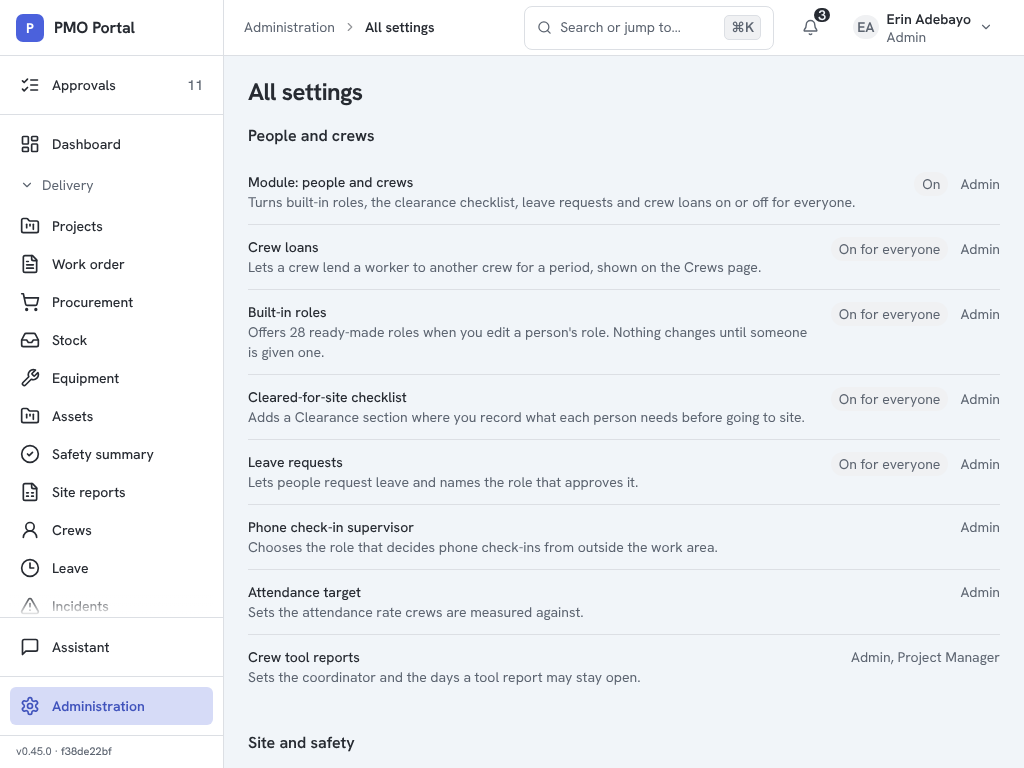 P PMO Portal
Administration > All settings
Search or jump to... ⌘K
3
EA
Erin Adebayo
Admin
Approvals 11
Dashboard
Delivery
Projects
Work order
Procurement
Stock
Equipment
Assets
Safety summary
Site reports
Crews
Leave
Incidents
Assistant
Administration
v0.45.0 · f38de22bf
All settings
People and crews
Module: people and crews
On Admin
Turns built-in roles, the clearance checklist, leave requests and crew loans on or off for everyone.
Crew loans
On for everyone Admin
Lets a crew lend a worker to another crew for a period, shown on the Crews page.
Built-in roles
On for everyone Admin
Offers 28 ready-made roles when you edit a person's role. Nothing changes until someone
is given one.
Cleared-for-site checklist
On for everyone Admin
Adds a Clearance section where you record what each person needs before going to site.
Leave requests
On for everyone Admin
Lets people request leave and names the role that approves it.
Phone check-in supervisor
Admin
Chooses the role that decides phone check-ins from outside the work area.
Attendance target
Admin
Sets the attendance rate crews are measured against.
Crew tool reports
Admin, Project Manager
Sets the coordinator and the days a tool report may stay open.
Site and safety